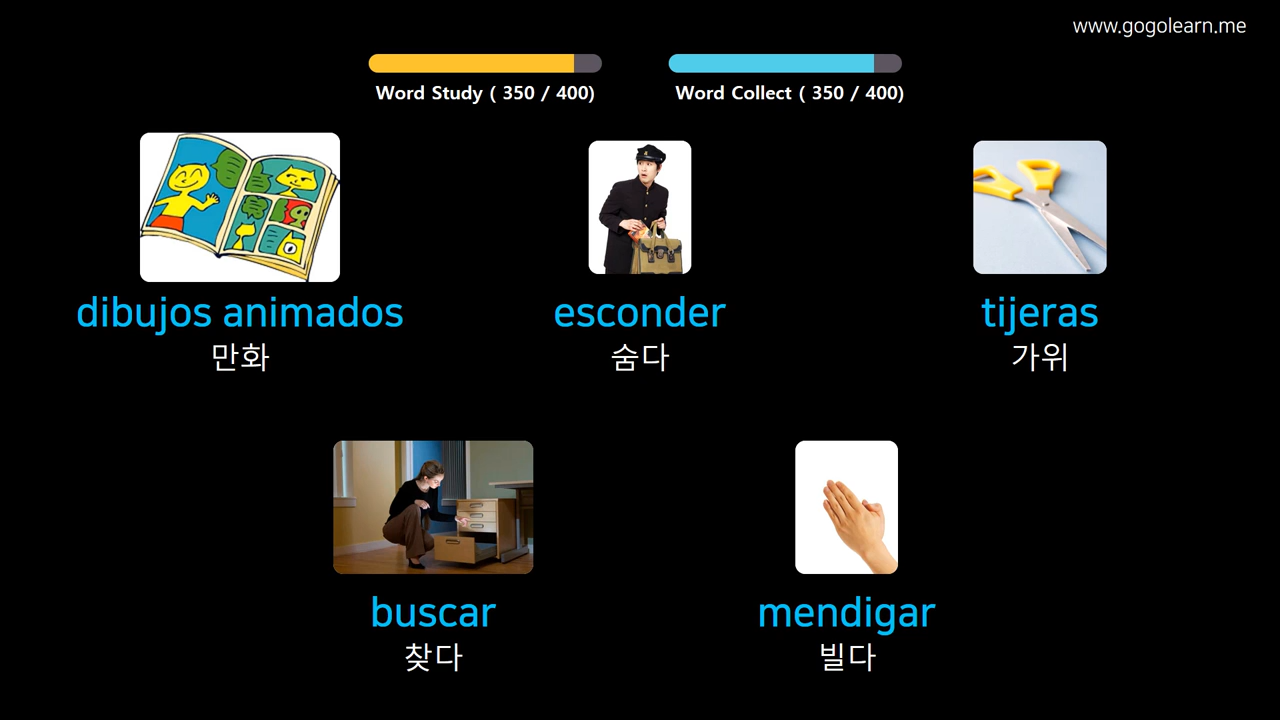 www.gogolearn.me
Word Study ( 350 / 400)
Word Collect ( 350 / 400)
dibujos animados
만화
esconder
숨다
tijeras
가위
buscar
찾다
mendigar
빌다